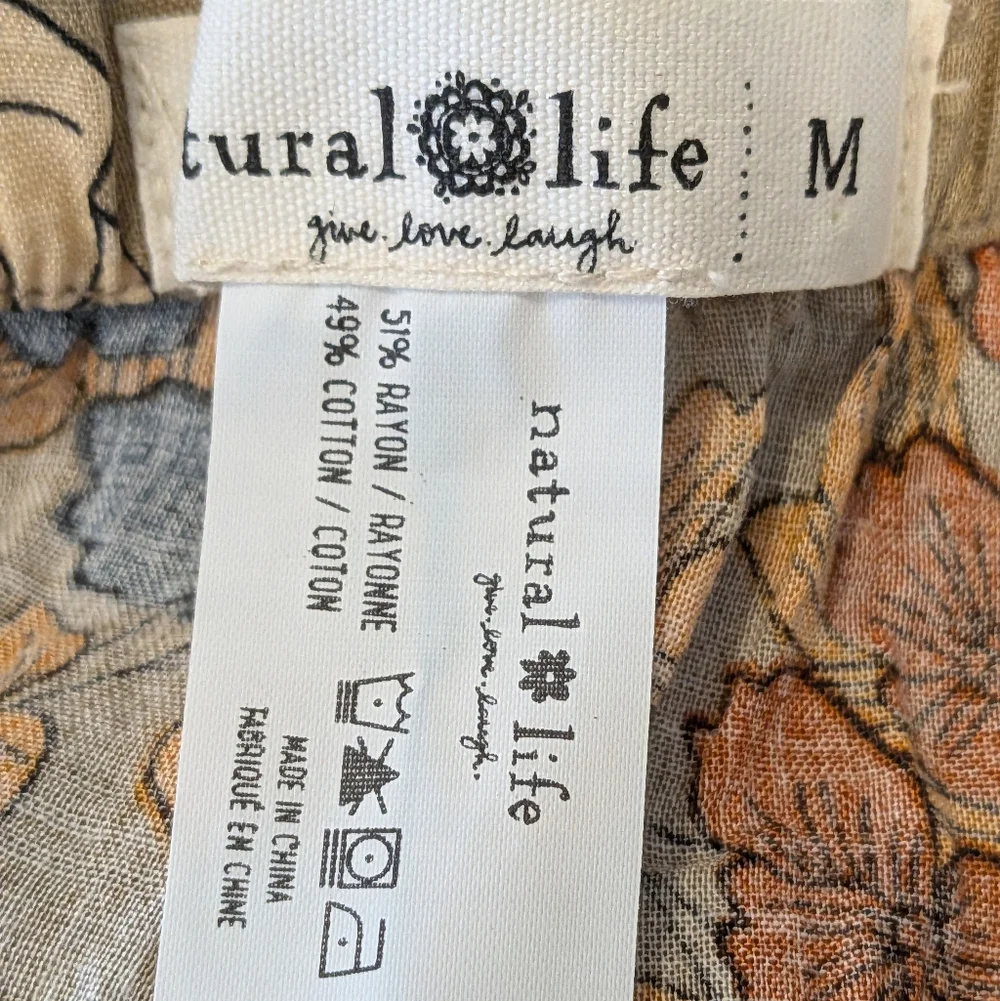 tural life M
give. love. laugh
natural life
give. love. laugh.
51% RAYON / RAYONNE
49% COTTON / COTON
MADE IN CHINA
FABRIQUÉ EN CHINE